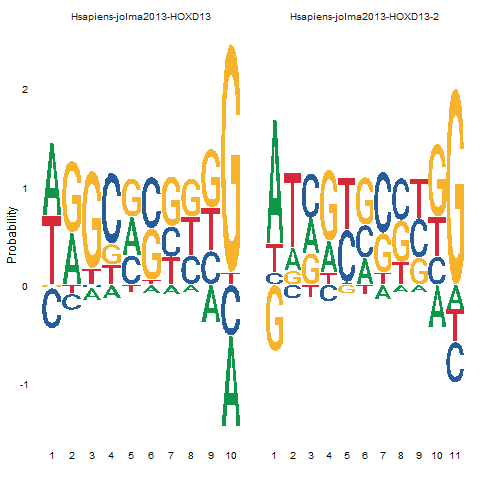 Hsapiens-jolma2013-HOXD13
Hsapiens-jolma2013-HOXD13-2
Probability
2
1
0
-1
1 2 3 4 5 6 7 8 9 10
1 2 3 4 5 6 7 8 9 10 11